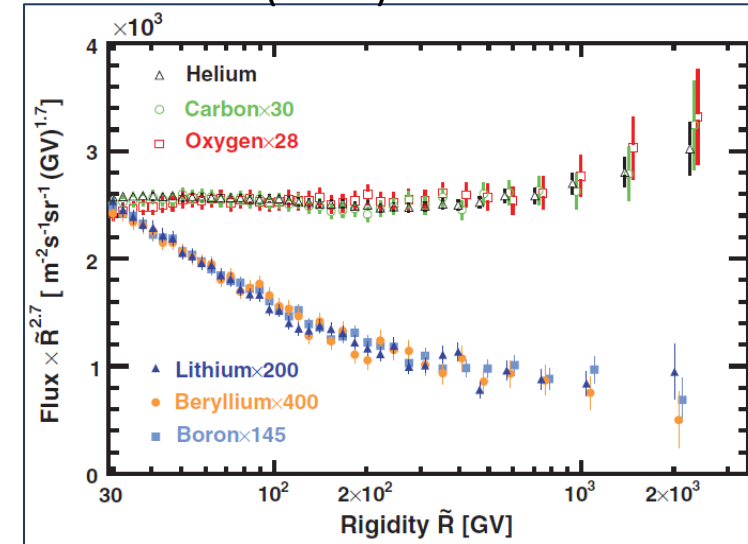 ×10³
4
3
2
1
0
Flux × R̃^2.7 [ m⁻²s⁻¹sr⁻¹ (GV)^1.7]
Helium
Carbon×30
Oxygen×28
Lithium×200
Beryllium×400
Boron×145
30 10² 2×10² 10³ 2×10³
Rigidity R̃ [GV]